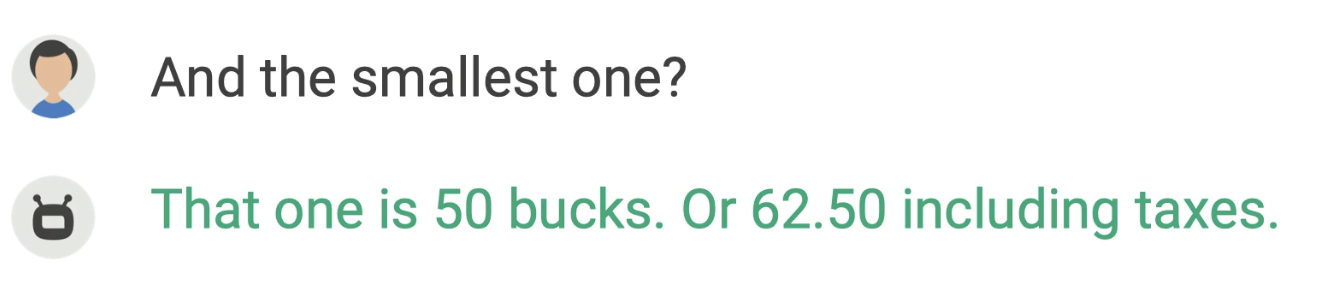 And the smallest one?
That one is 50 bucks. Or 62.50 including taxes.